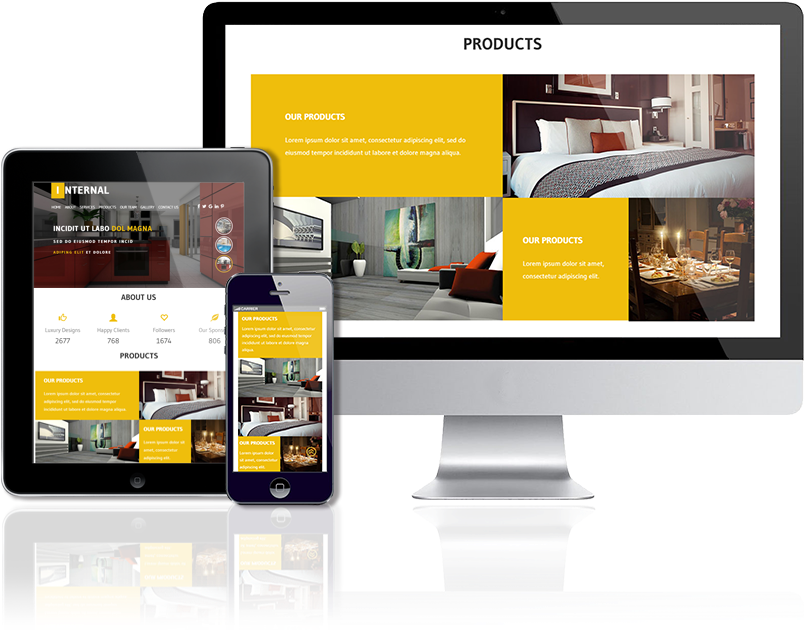 PRODUCTS
OUR PRODUCTS
Lorem ipsum dolor sit amet, consectetur adipiscing elit, sed do
eiusmod tempor incididunt ut labore et dolore magna aliqua.
OUR PRODUCTS
Lorem ipsum dolor sit amet,
consectetur adipiscing elit.
INTERNAL
HOME ABOUT SERVICES PRODUCTS OUR TEAM GALLERY CONTACT US
INCIDIT UT LABO DOL MAGNA
SED DO EIUSMOD TEMPOR INCID
ADIPING ELIT ET DOLORE
ABOUT US
Luxury Designs Happy Clients Followers Our Spons
2677 768 1674 806
PRODUCTS
OUR PRODUCTS
Lorem ipsum dolor sit amet, consectetur
adipiscing elit, sed do eiusmod tempor
incididunt ut labore et dolore magna aliqua.
OUR PRODUCTS
Lorem ipsum dolor sit
amet, consectetur
adipiscing elit.
CARRIER
OUR PRODUCTS
Lorem ipsum dolor sit amet, consectetur
adipiscing elit, sed do eiusmod tempor
incididunt ut labore et dolore magna
aliqua.
OUR PRODUCTS
Lorem ipsum dolor
sit amet, consectetur
adipiscing elit.